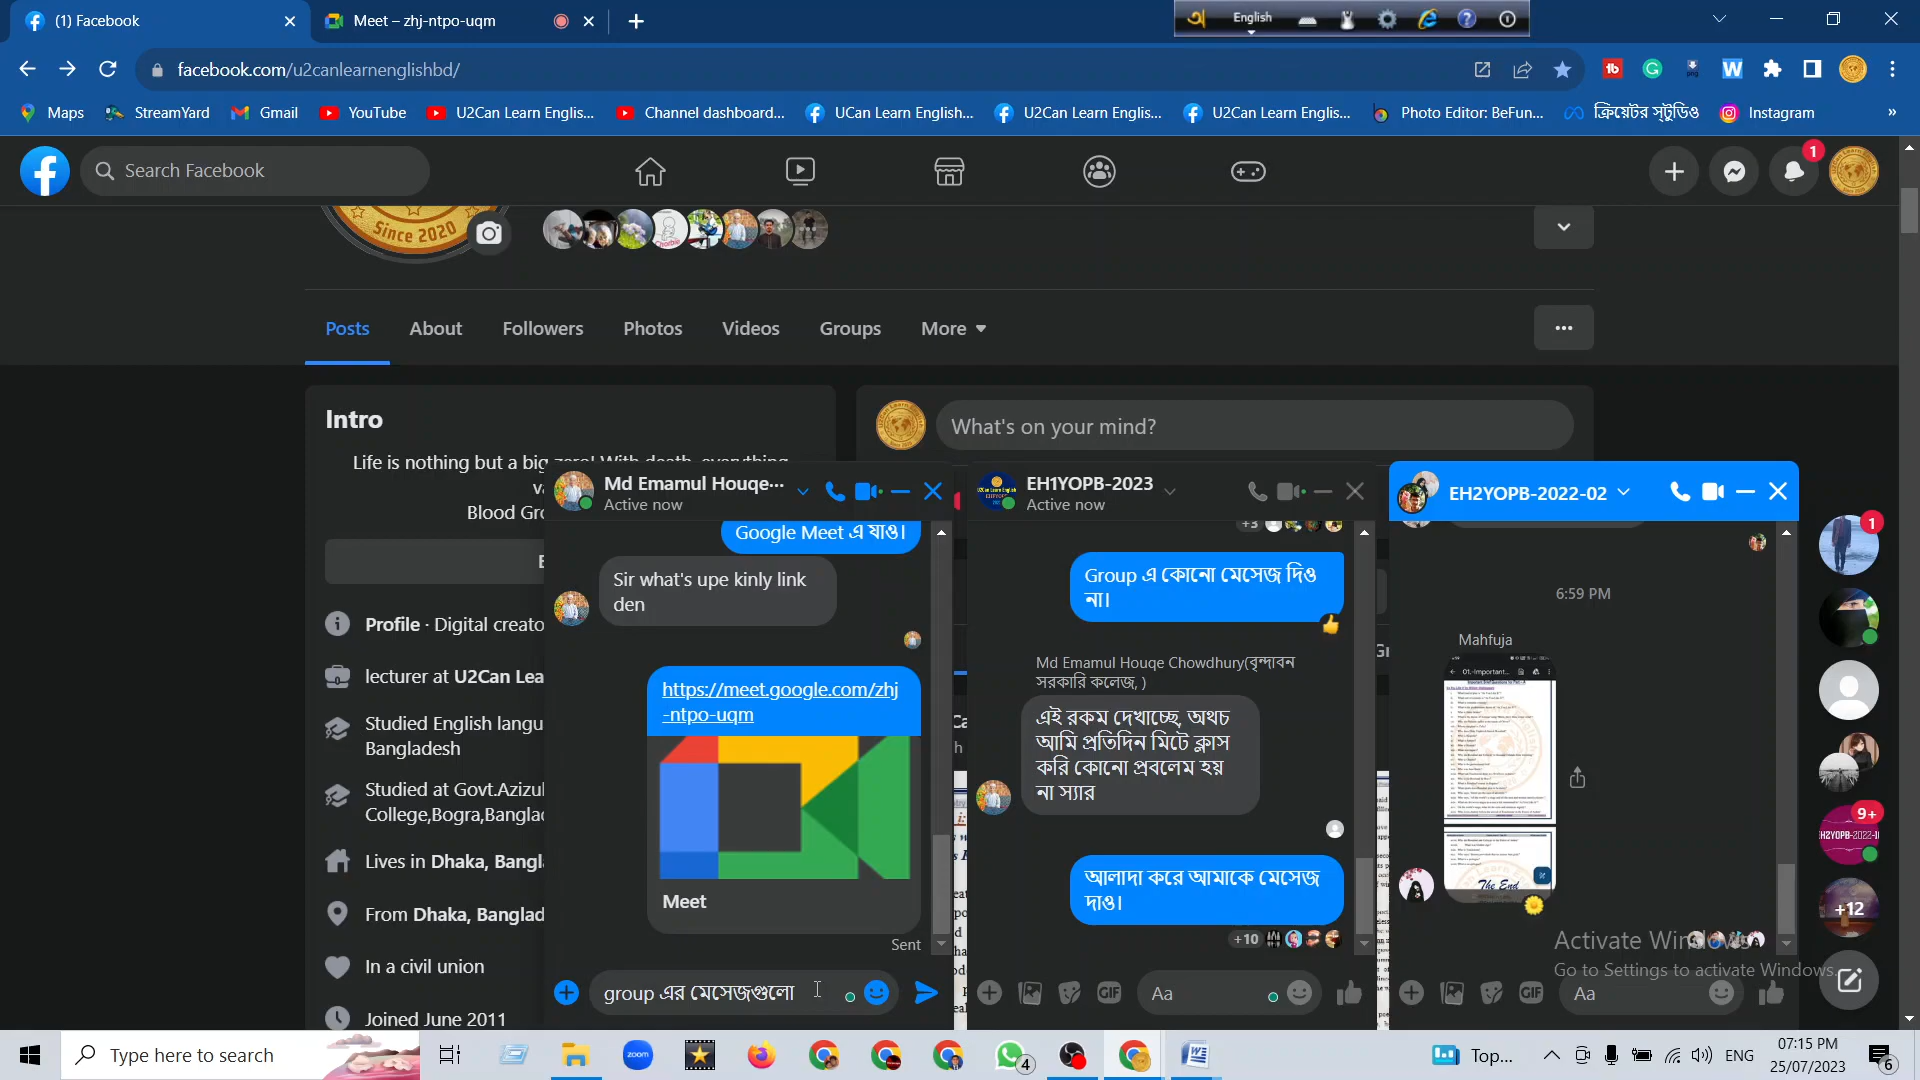 (1) Facebook
Meet – zhj-ntpo-uqm
English
facebook.com/u2canlearnenglishbd/
Maps
StreamYard
Gmail
YouTube
U2Can Learn Englis...
Channel dashboard...
UCan Learn English...
U2Can Learn Englis...
U2Can Learn Englis...
Photo Editor: BeFun...
ক্রিয়েটর স্টুডিও
Instagram
Search Facebook
1
Since 2020
Posts
About
Followers
Photos
Videos
Groups
More
Intro
What's on your mind?
Blood Gro
Profile · Digital creato
lecturer at U2Can Lea
Studied English langu
Bangladesh
Studied at Govt.Azizul
College,Bogra,Banglad
Lives in Dhaka, Bangl
From Dhaka, Banglad
In a civil union
Joined June 2011
Md Emamul Houqe...
Active now
Google Meet এ যাও।
Sir what's upe kinly link
den
https://meet.google.com/zhj
-ntpo-uqm
Meet
Sent
group এর মেসেজগুলো
EH1YOPB-2023
Active now
+3
Group এ কোনো মেসেজ দিও
না।
Md Emamul Houqe Chowdhury(বৃন্দাবন
সরকারি কলেজ, )
এই রকম দেখাচ্ছে, অথচ
আমি প্রতিদিন মিটে ক্লাস
করি কোনো প্রবলেম হয়
না স্যার
আলাদা করে আমাকে মেসেজ
দাও।
+10
GIF
Aa
EH2YOPB-2022-02
6:59 PM
Mahfuja
The End
GIF
Aa
1
9+
+12
Activate Windows
Go to Settings to activate Windows.
Type here to search
zoom
4
Top...
ENG
07:15 PM
25/07/2023
6